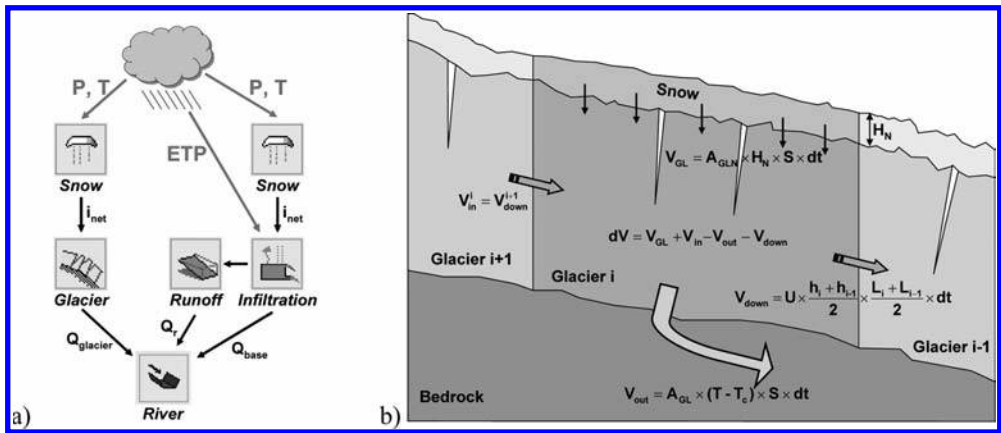 P, T
P, T
ETP
Snow
Snow
i_net
i_net
Glacier
Runoff
Infiltration
Q_glacier
Q_r
Q_base
River
a)
Snow
H_N
V_GL = A_GLN × H_N × S × dt
V_in^i = V_down^{i-1}
dV = V_GL + V_in − V_out − V_down
Glacier i+1
Glacier i
V_down = U × (h_i + h_{i-1})/2 × (L_i + L_{i-1})/2 × dt
Glacier i-1
Bedrock
V_out = A_GL × (T - T_c) × S × dt
b)